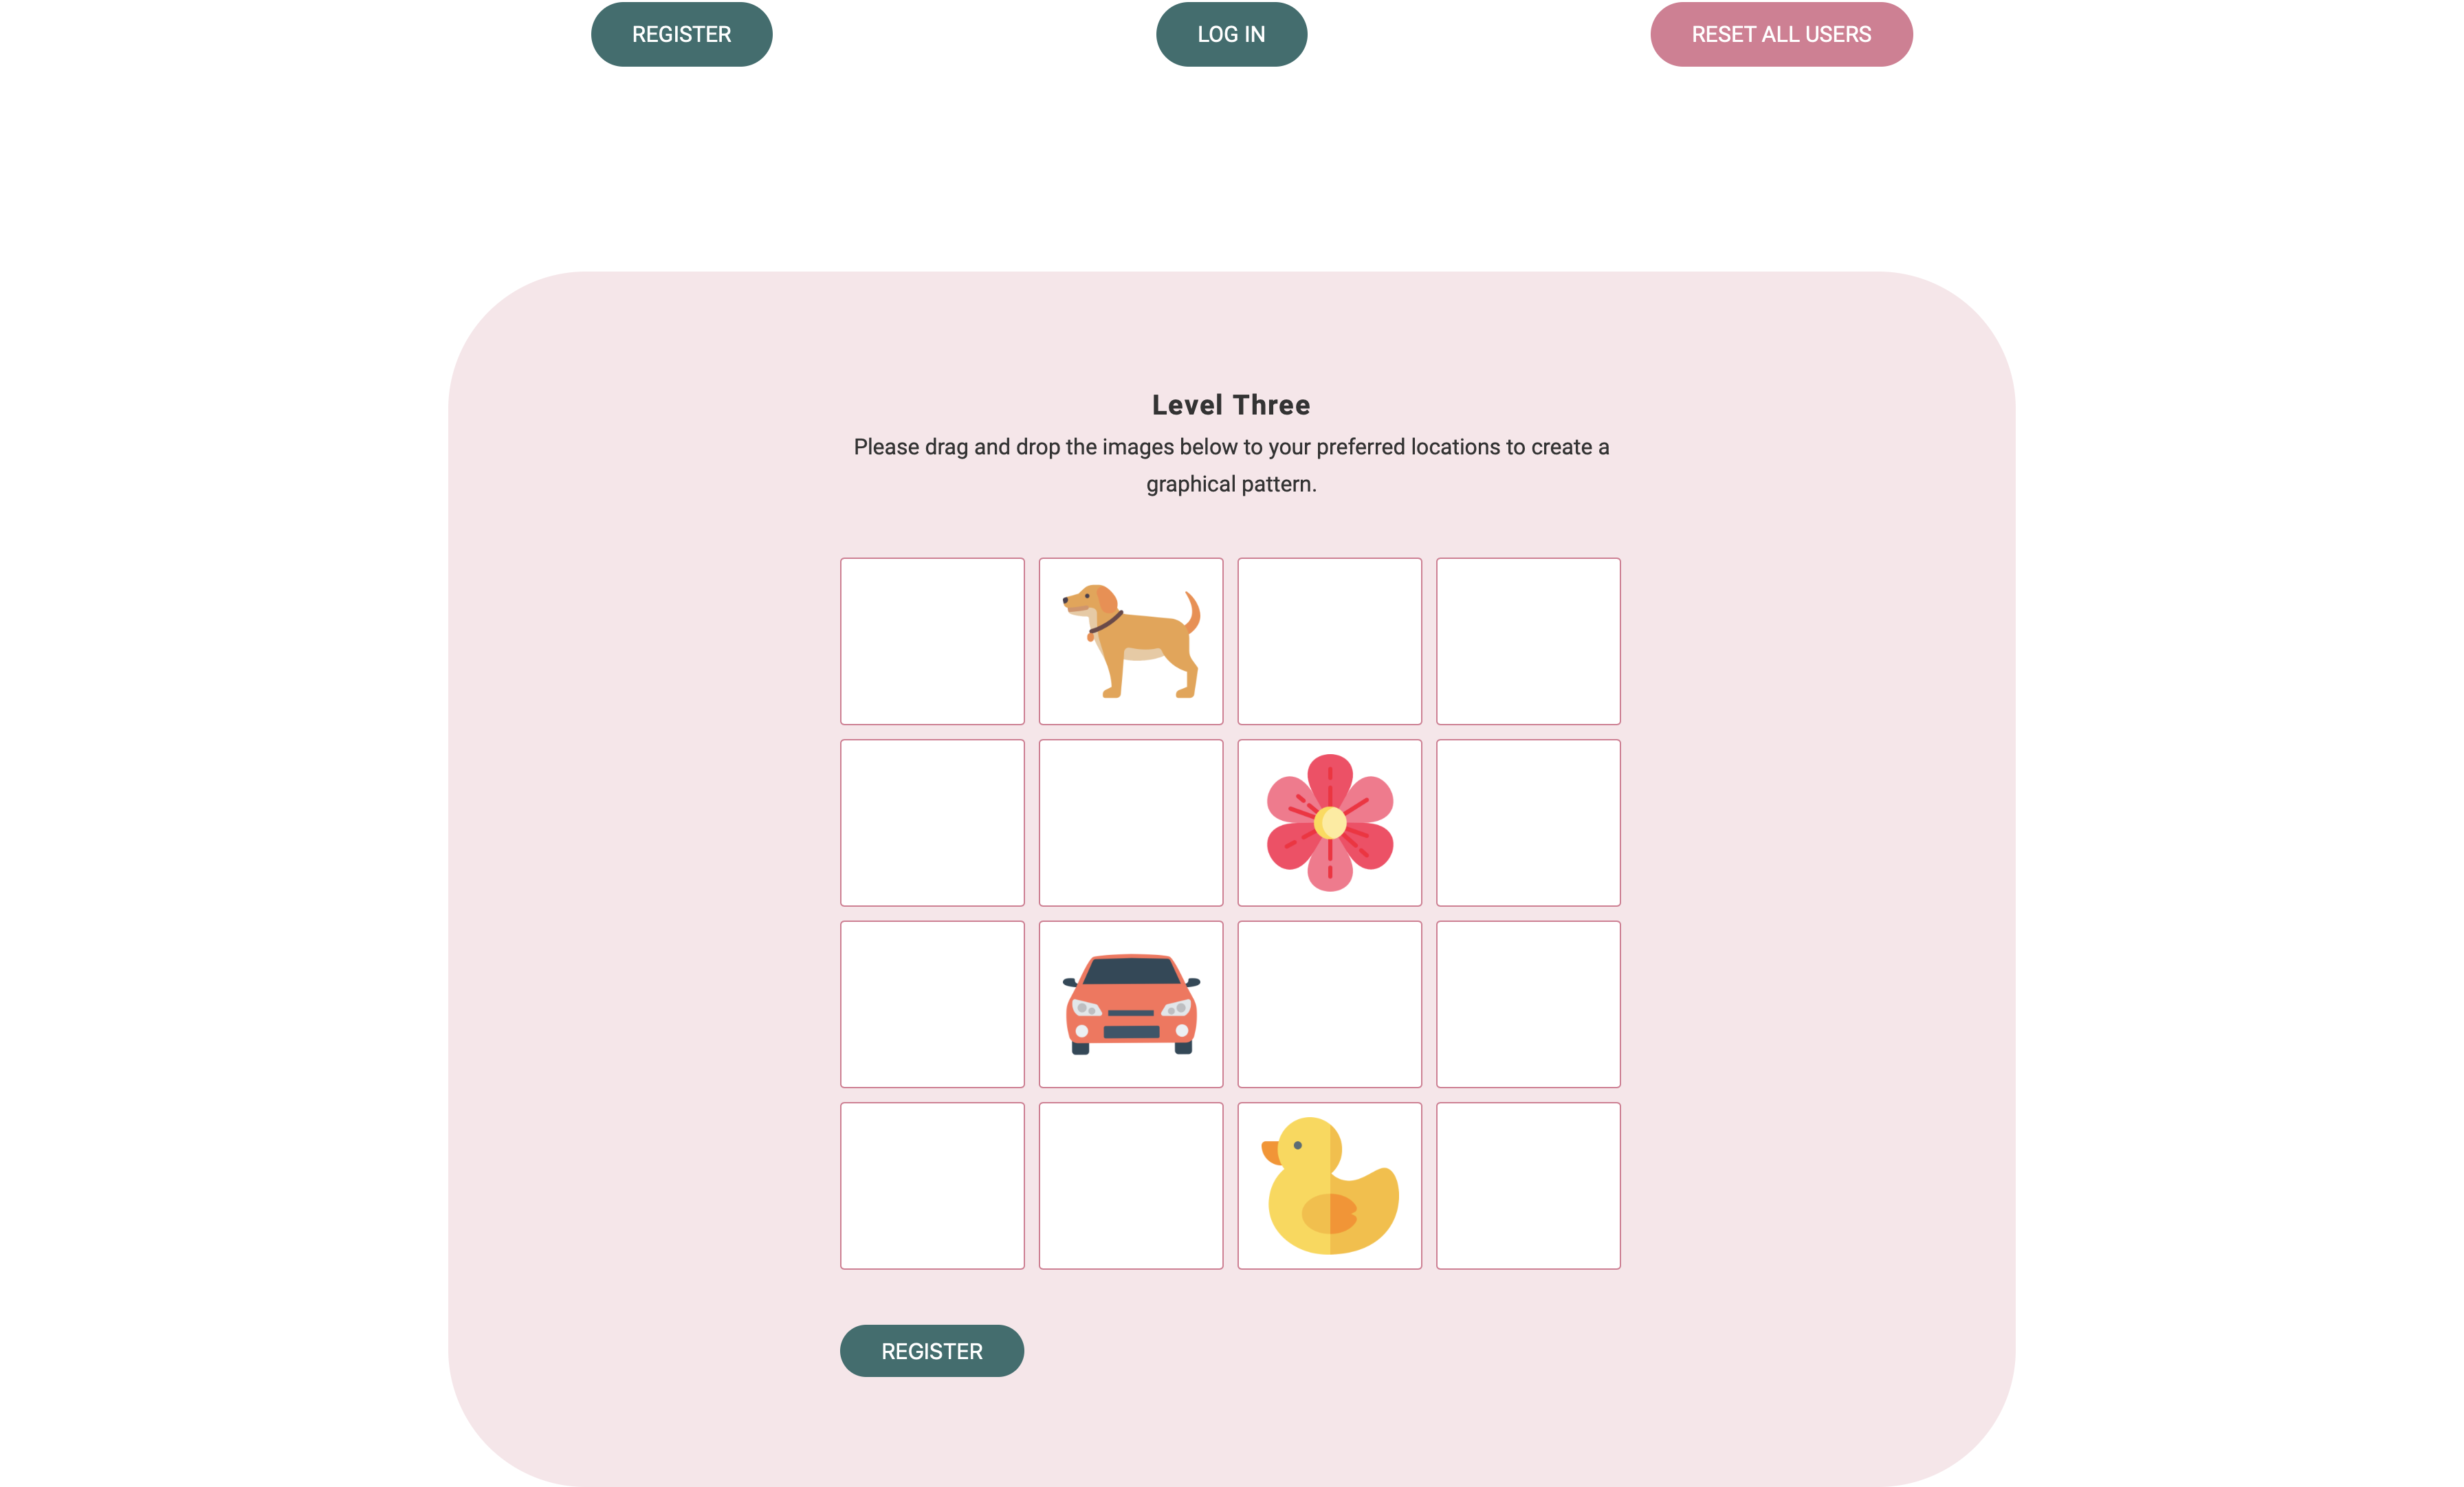 REGISTER
LOG IN
RESET ALL USERS
Level Three
Please drag and drop the images below to your preferred locations to create a
graphical pattern.
REGISTER